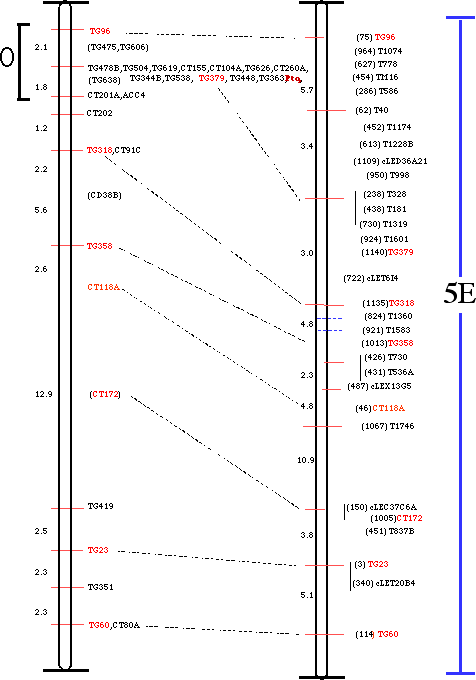 O
2.1
1.8
1.2
2.2
5.6
2.6
12.9
2.5
2.3
2.3
TG96
(TG475,TG606)
TG478B,TG504,TG619,CT155,CT104A,TG626,CT260A,
(TG638) TG344B,TG538, TG379,TG448,TG363,Pto,
CT201A,ACC4
CT202
TG318,CT91C
(CD38B)
TG358
CT118A
(CT172)
TG419
TG23
TG351
TG60,CT80A
5.7
3.4
3.0
4.8
2.3
4.8
10.9
3.8
5.1
(75) TG96
(964) T1074
(627) T778
(454) TM16
(286) T586
(62) T40
(452) T1174
(613) T1228B
(1109) cLED36A21
(950) T998
(238) T328
(438) T181
(730) T1319
(924) T1601
(1140)TG379
(722) cLET6I4
(1135)TG318
(824) T1360
(921) T1583
(1013)TG358
(426) T730
(431) T536A
(487) cLEX13G5
(46) CT118A
(1067) T1746
(150) cLEC37C6A
(1005)CT172
(451) T837B
(3) TG23
(340) cLET20B4
(114) TG60
5E